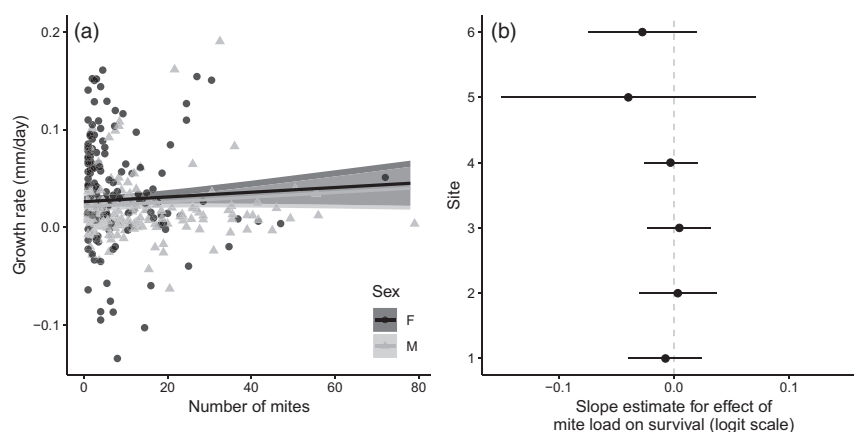 (a)
0.2
0.1
0.0
−0.1
Growth rate (mm/day)
0
20
40
60
80
Number of mites
Sex
F
M
(b)
6
5
4
3
2
1
Site
−0.1
0.0
0.1
Slope estimate for effect of
mite load on survival (logit scale)